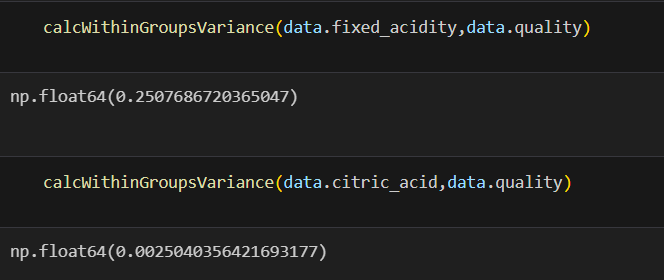 calcWithinGroupsVariance(data.fixed_acidity,data.quality)
np.float64(0.2507686720365047)
calcWithinGroupsVariance(data.citric_acid,data.quality)
np.float64(0.0025040356421693177)